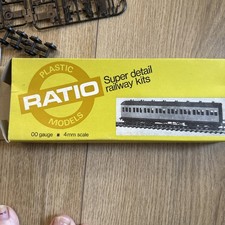 PLASTIC
RATIO
MODELS
Super detail
railway kits
OO gauge ■ 4mm scale